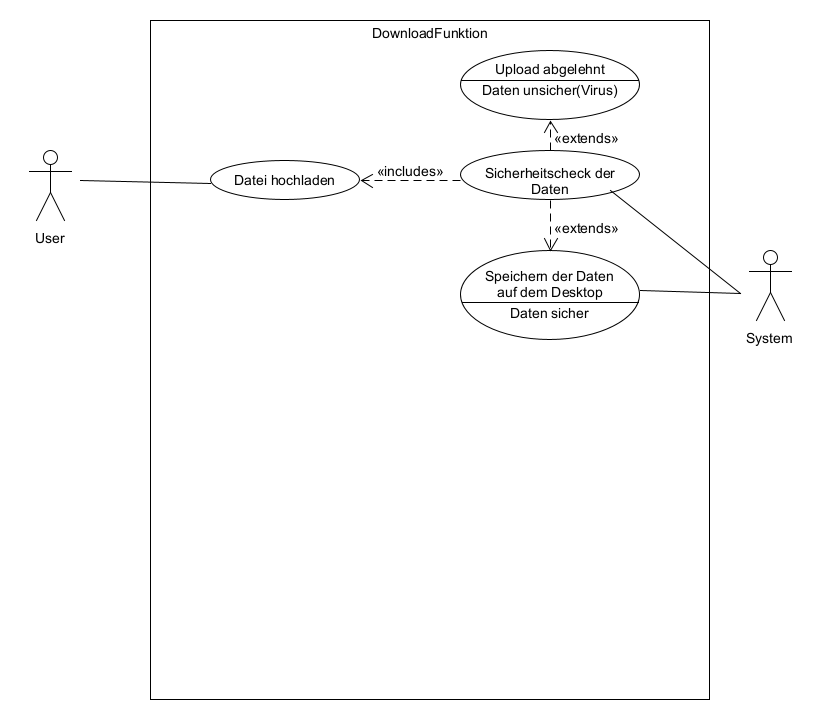 DownloadFunktion
Upload abgelehnt
Daten unsicher(Virus)
«extends»
«includes»
Datei hochladen
Sicherheitscheck der
Daten
User
«extends»
Speichern der Daten
auf dem Desktop
Daten sicher
System